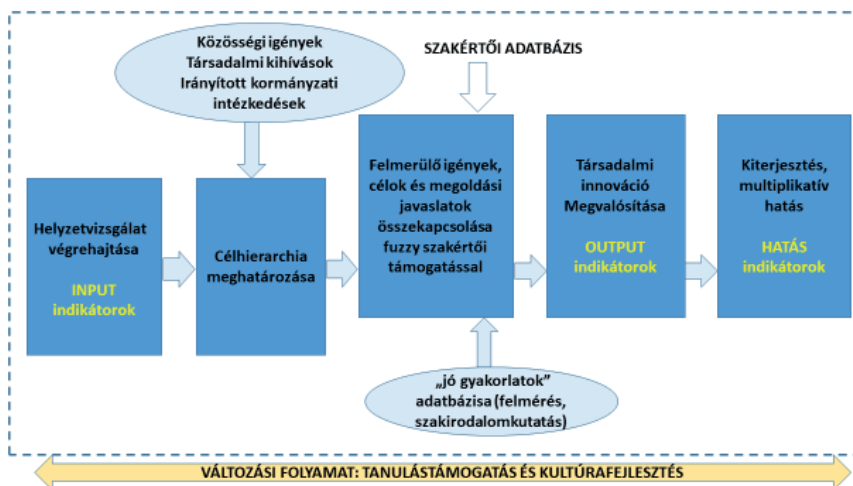 Közösségi igények
Társadalmi kihívások
Irányított kormányzati
intézkedések
SZAKÉRTŐI ADATBÁZIS
Helyzetvizsgálat
végrehajtása
INPUT
indikátorok
Célhierarchia
meghatározása
Felmerülő igények,
célok és megoldási
javaslatok
összekapcsolása
fuzzy szakértői
támogatással
Társadalmi
innováció
Megvalósítása
OUTPUT
indikátorok
Kiterjesztés,
multiplikatív
hatás
HATÁS
indikátorok
„jó gyakorlatok”
adatbázisa (felmérés,
szakirodalomkutatás)
VÁLTOZÁSI FOLYAMAT: TANULÁSTÁMOGATÁS ÉS KULTÚRAFEJLESZTÉS